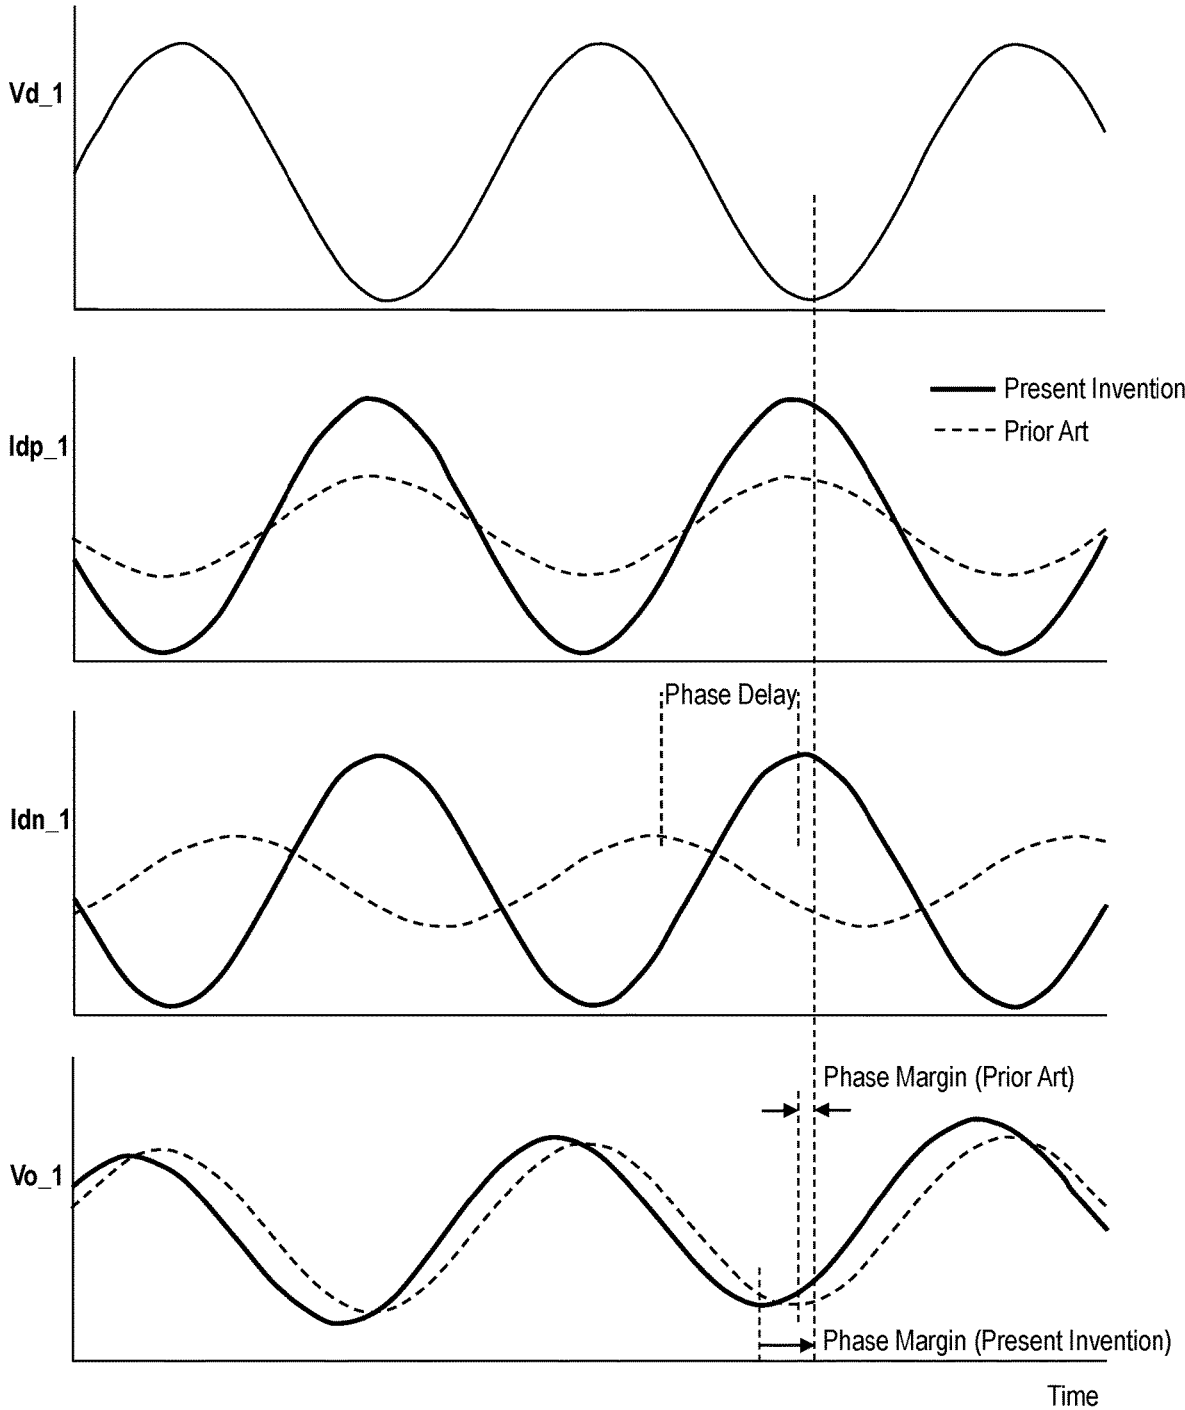 Vd_1
Present Invention
Prior Art
Idp_1
Phase Delay
Idn_1
Phase Margin (Prior Art)
Vo_1
Phase Margin (Present Invention)
Time